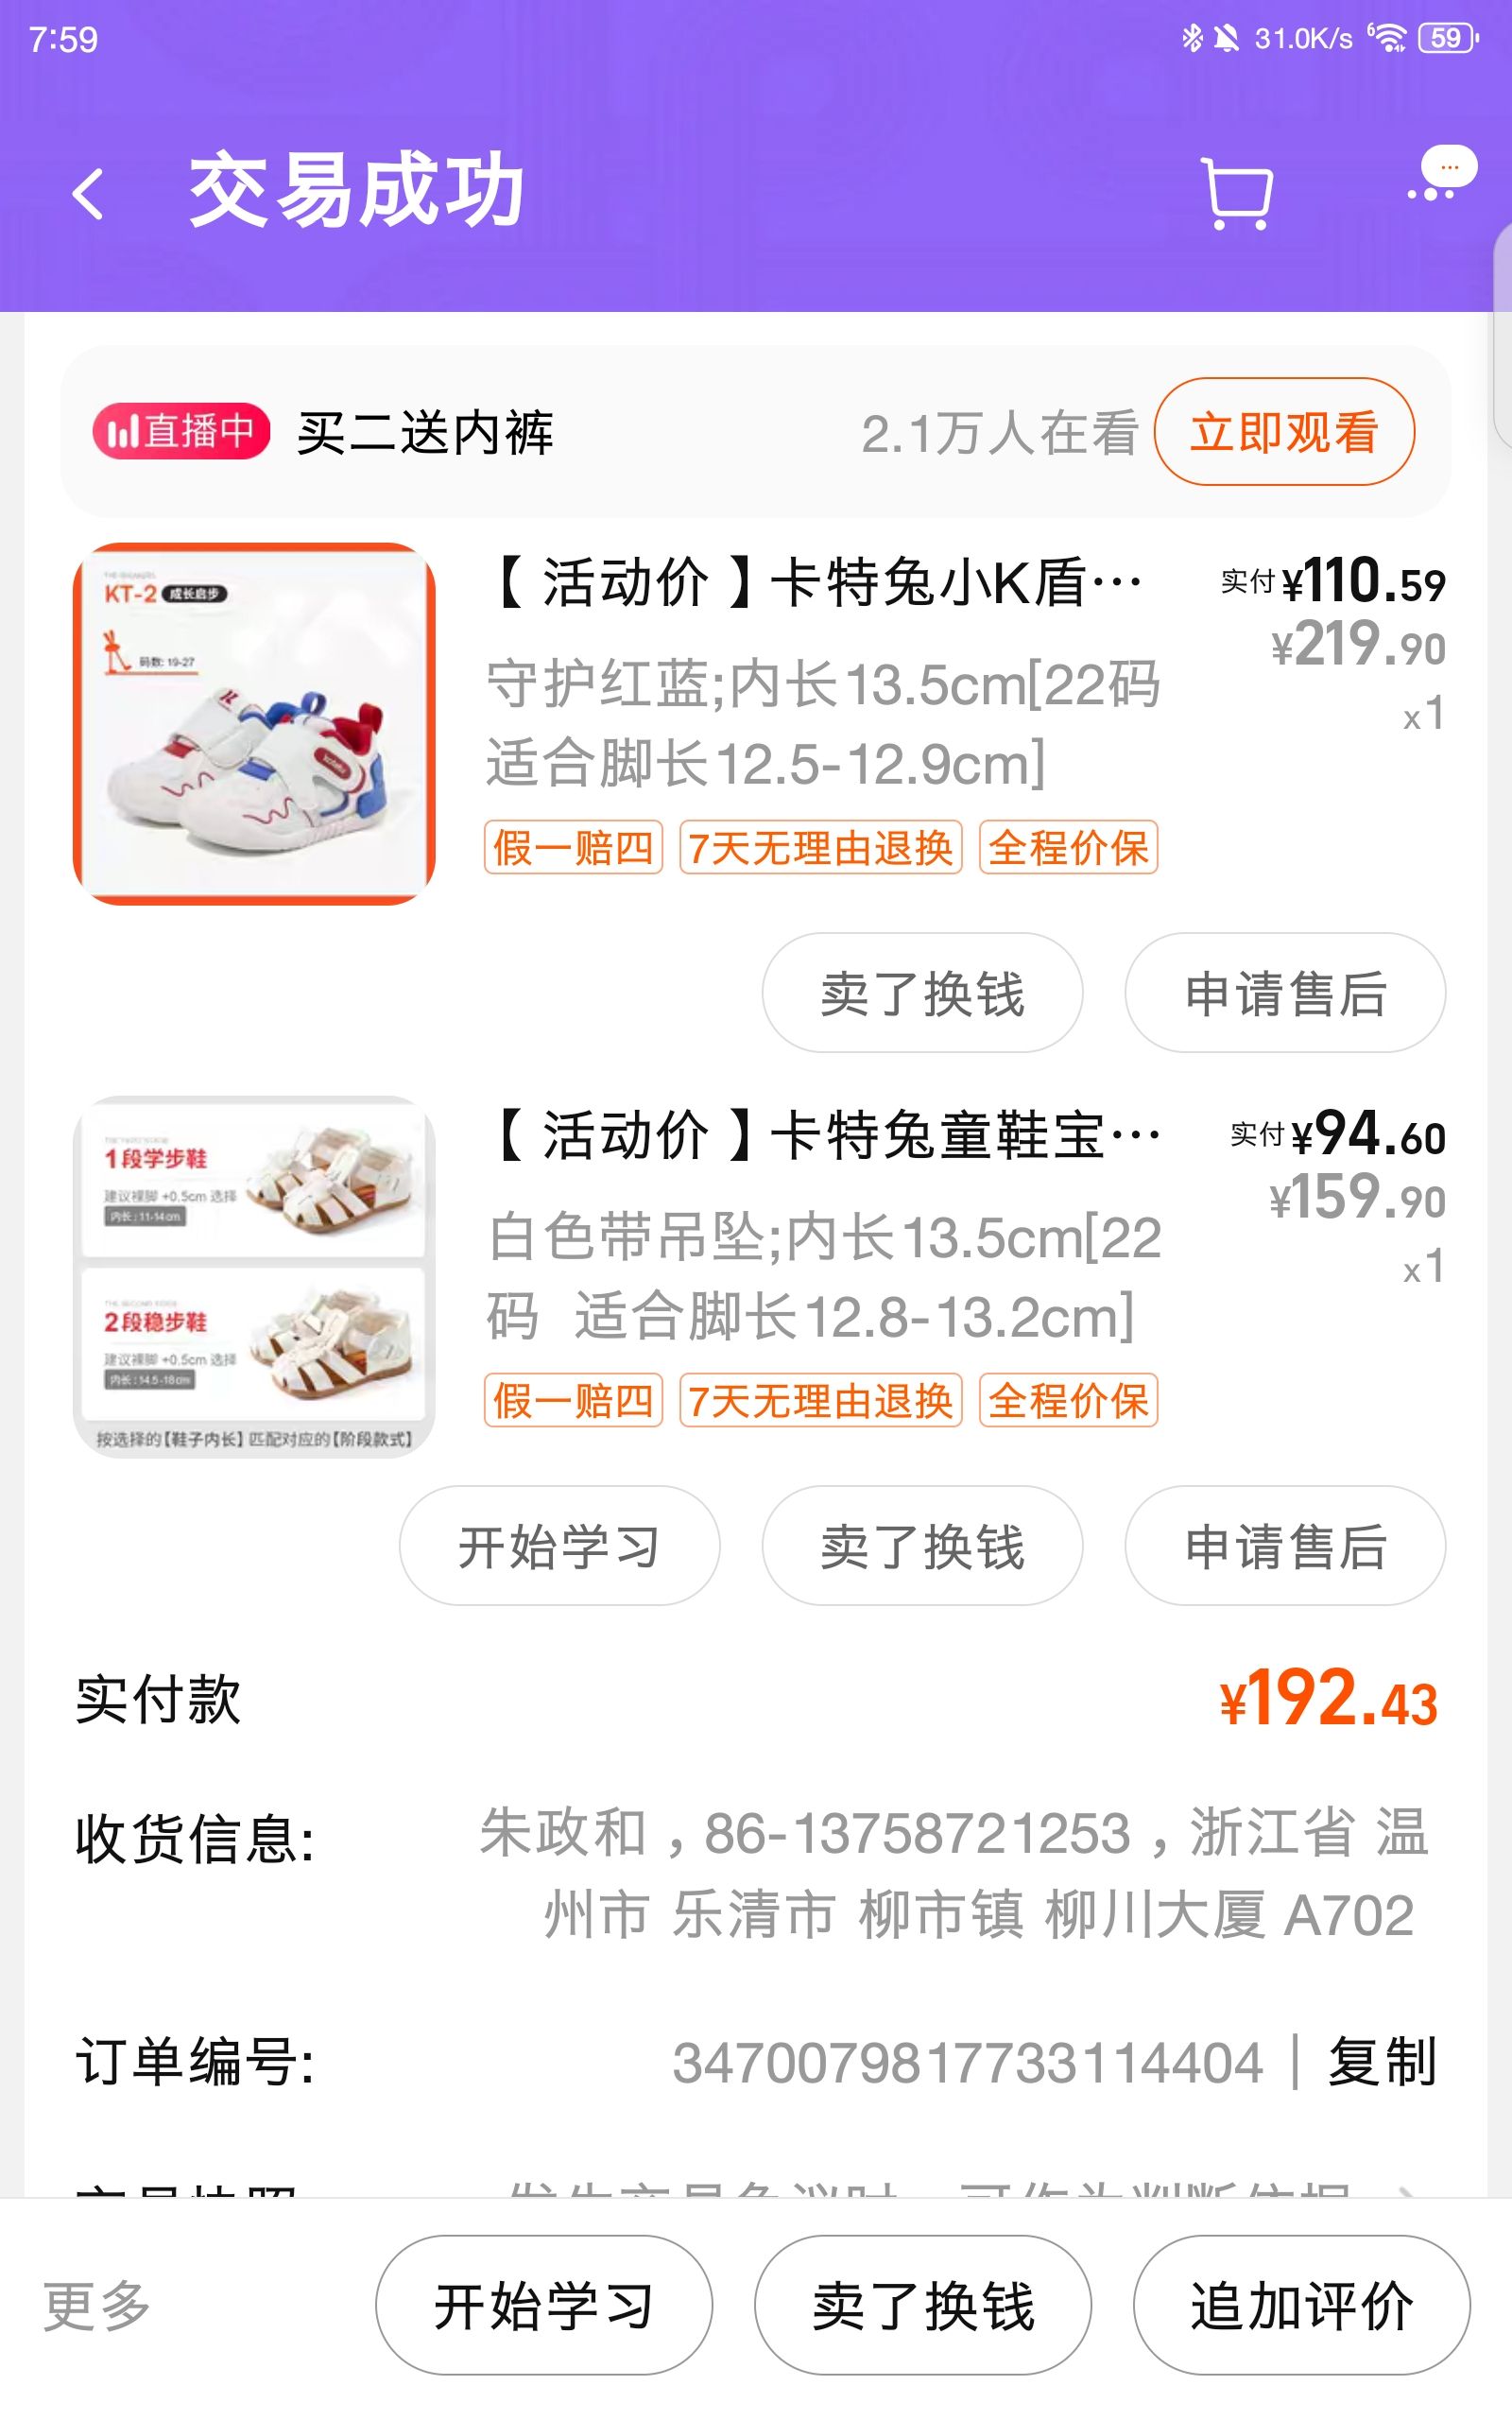 7:59
31.0K/s
6
59
交易成功
...
直播中 买二送内裤 2.1万人在看 立即观看
KT-2 成长启步
码数: 19-27
【 活动价 】卡特兔小K盾···
实付 ¥110.59
¥219.90
守护红蓝;内长13.5cm[22码
适合脚长12.5-12.9cm]
x1
假一赔四 7天无理由退换 全程价保
卖了换钱 申请售后
1段学步鞋
建议裸脚 +0.5cm 选择
内长 : 11-14cm
2段稳步鞋
建议裸脚 +0.5cm 选择
内长 : 14.5-18cm
按选择的【鞋子内长】匹配对应的【阶段款式】
【 活动价 】卡特兔童鞋宝···
实付 ¥94.60
¥159.90
白色带吊坠;内长13.5cm[22
码 适合脚长12.8-13.2cm]
x1
假一赔四 7天无理由退换 全程价保
开始学习 卖了换钱 申请售后
实付款 ¥192.43
收货信息: 朱政和 , 86-13758721253 , 浙江省 温
州市 乐清市 柳市镇 柳川大厦 A702
订单编号: 3470079817733114404 | 复制
更多 开始学习 卖了换钱 追加评价